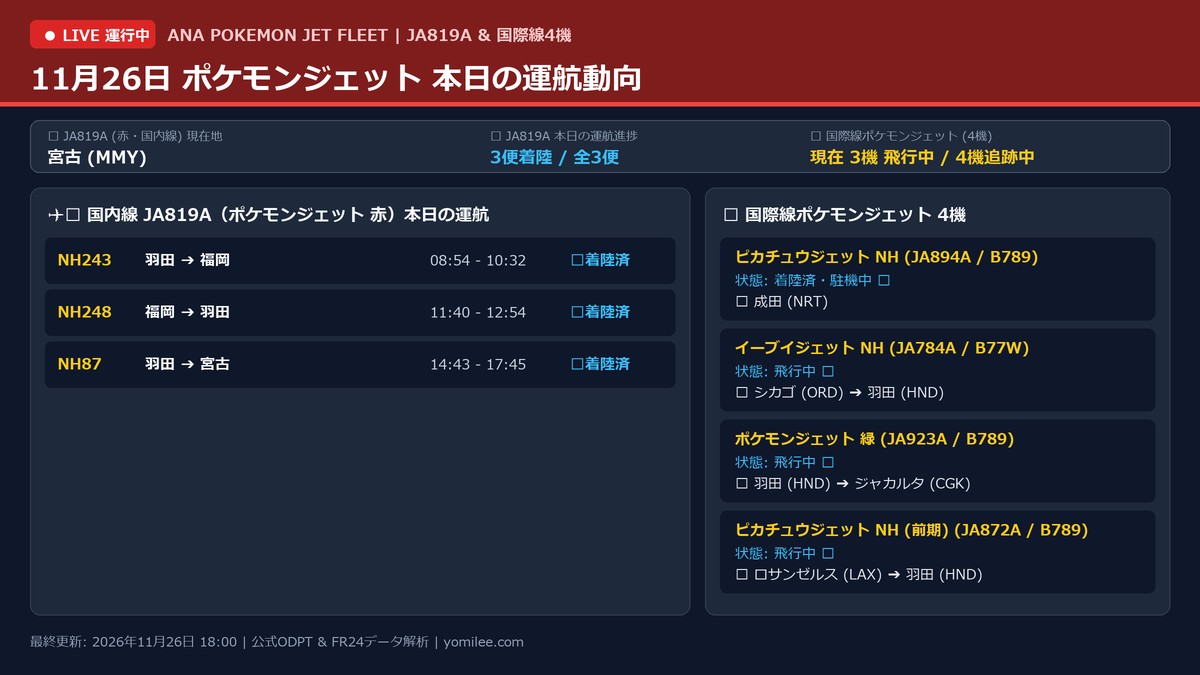 ● LIVE 運行中 ANA POKEMON JET FLEET | JA819A & 国際線4機
11月26日 ポケモンジェット 本日の運航動向
□ JA819A (赤・国内線) 現在地
宮古 (MMY)
□ JA819A 本日の運航進捗
3便着陸 / 全3便
□ 国際線ポケモンジェット (4機)
現在 3機 飛行中 / 4機追跡中
✈□ 国内線 JA819A（ポケモンジェット 赤）本日の運航
NH243 羽田 → 福岡 08:54 - 10:32 □着陸済
NH248 福岡 → 羽田 11:40 - 12:54 □着陸済
NH87 羽田 → 宮古 14:43 - 17:45 □着陸済
□ 国際線ポケモンジェット 4機
ピカチュウジェット NH (JA894A / B789)
状態: 着陸済・駐機中 □
□ 成田 (NRT)
イーブイジェット NH (JA784A / B77W)
状態: 飛行中 □
□ シカゴ (ORD) → 羽田 (HND)
ポケモンジェット 緑 (JA923A / B789)
状態: 飛行中 □
□ 羽田 (HND) → ジャカルタ (CGK)
ピカチュウジェット NH (前期) (JA872A / B789)
状態: 飛行中 □
□ ロサンゼルス (LAX) → 羽田 (HND)
最終更新: 2026年11月26日 18:00 | 公式ODPT & FR24データ解析 | yomilee.com